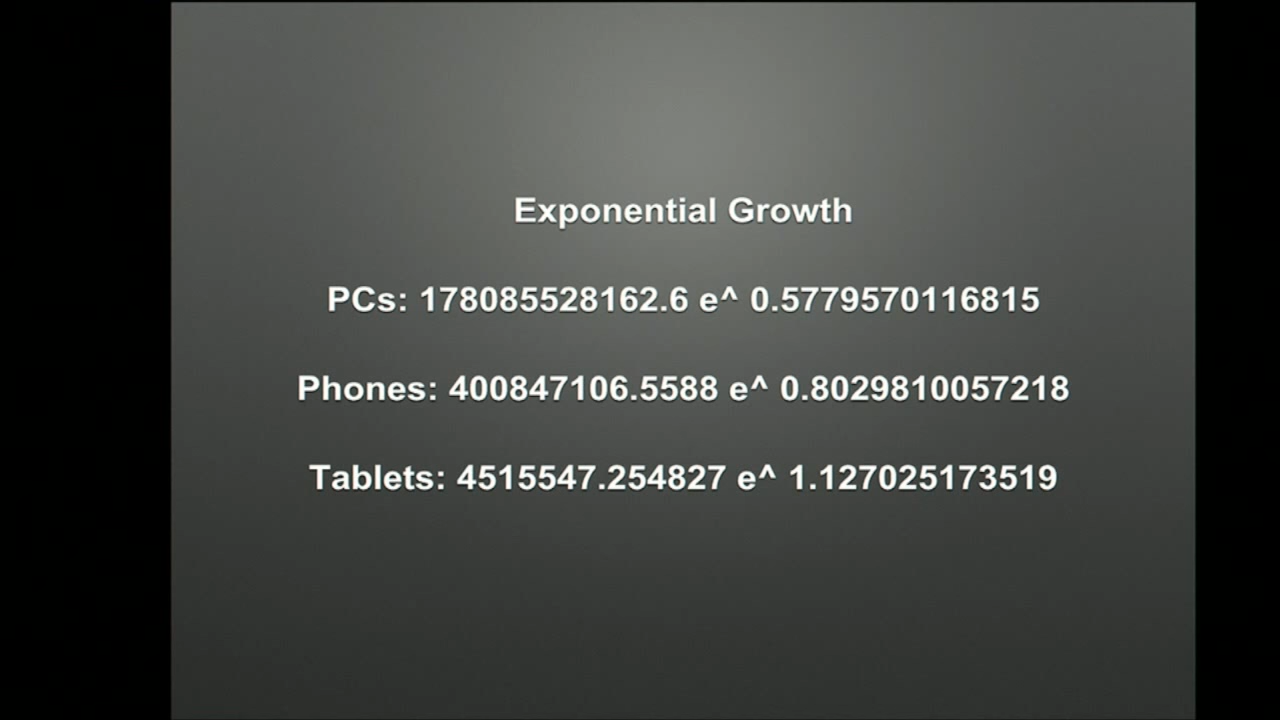 Exponential Growth
PCs: 178085528162.6 e^ 0.5779570116815
Phones: 400847106.5588 e^ 0.8029810057218
Tablets: 4515547.254827 e^ 1.127025173519